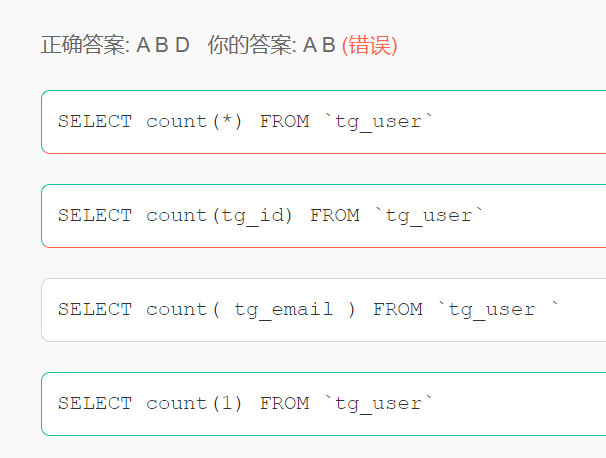 正确答案: A B D 你的答案: A B (错误)
SELECT count(*) FROM `tg_user`
SELECT count(tg_id) FROM `tg_user`
SELECT count( tg_email ) FROM `tg_user `
SELECT count(1) FROM `tg_user`